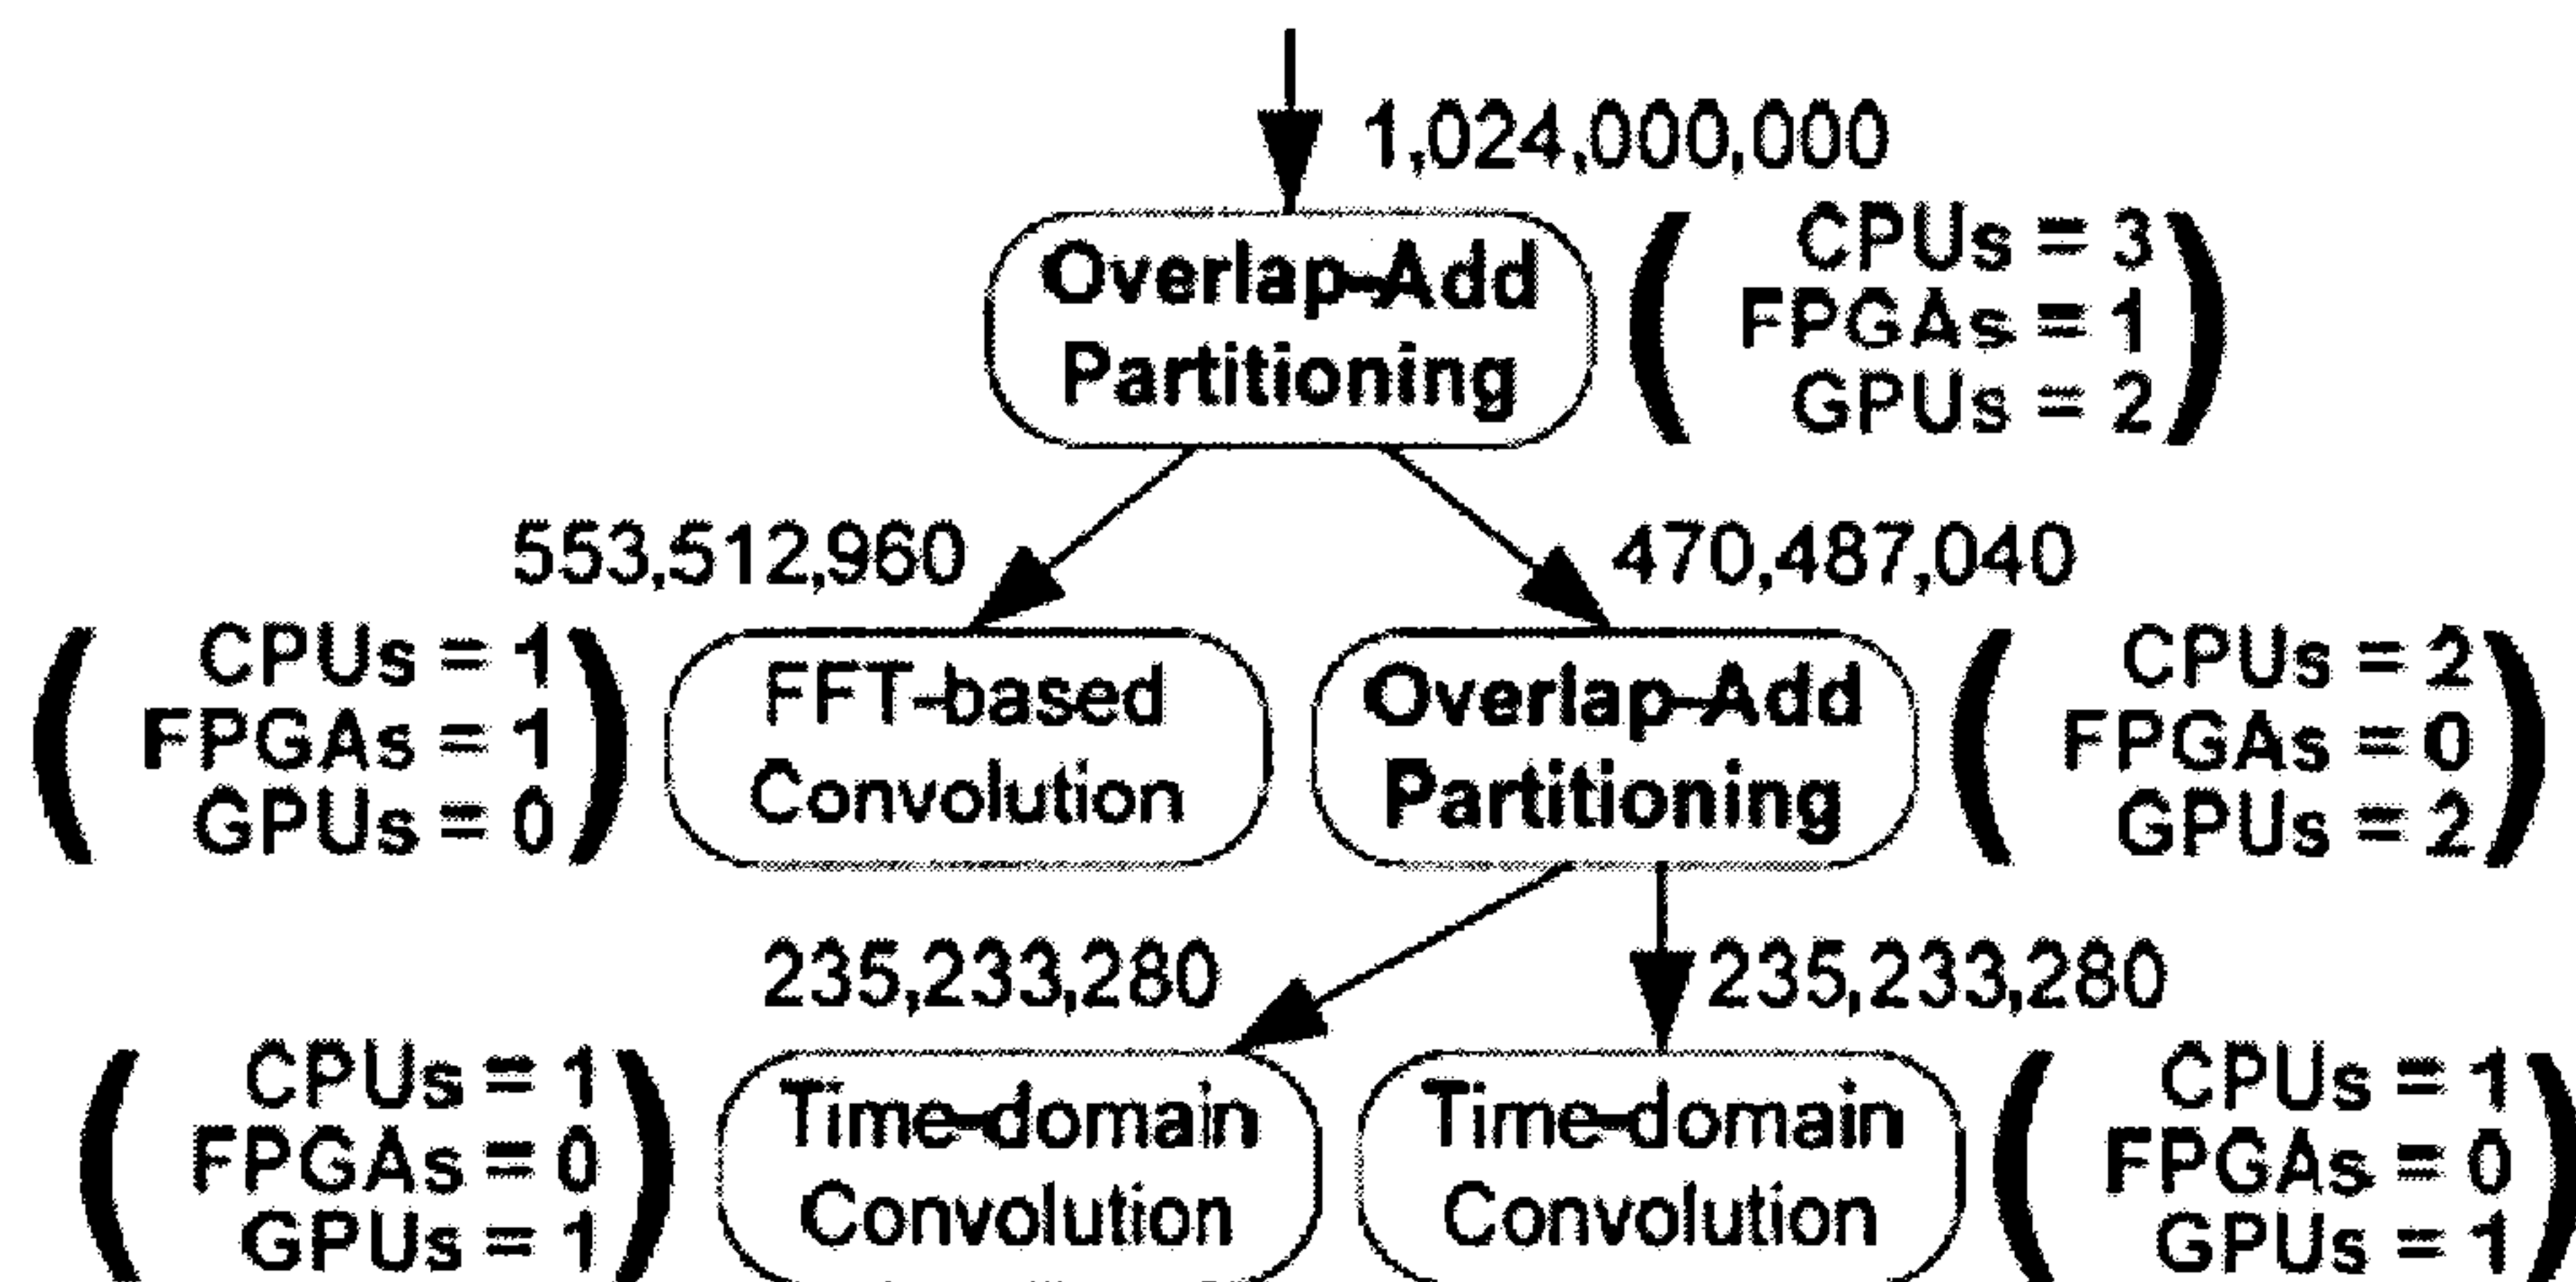 1,024,000,000
Overlap-Add
Partitioning
( CPUs = 3
FPGAs = 1
GPUs = 2 )
553,512,960
470,487,040
( CPUs = 1
FPGAs = 1
GPUs = 0 )
FFT-based
Convolution
Overlap-Add
Partitioning
( CPUs = 2
FPGAs = 0
GPUs = 2 )
235,233,280
235,233,280
( CPUs = 1
FPGAs = 0
GPUs = 1 )
Time-domain
Convolution
Time-domain
Convolution
( CPUs = 1
FPGAs = 0
GPUs = 1 )